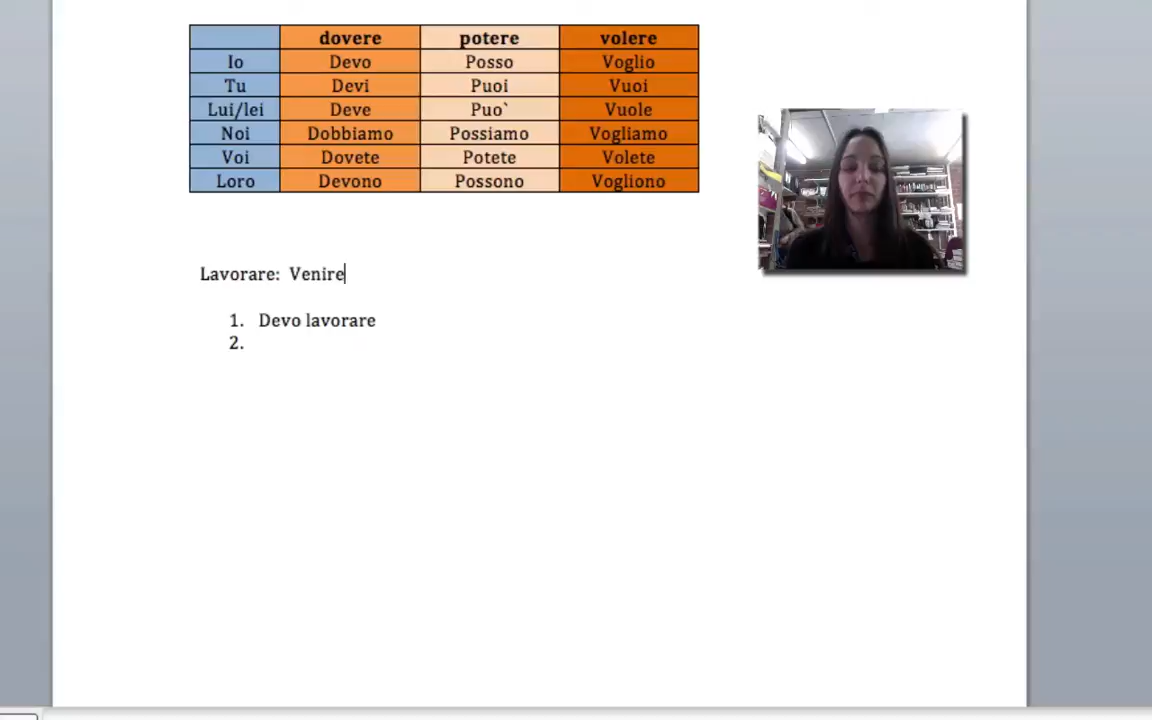 dovere potere volere
Io Devo Posso Voglio
Tu Devi Puoi Vuoi
Lui/lei Deve Puo` Vuole
Noi Dobbiamo Possiamo Vogliamo
Voi Dovete Potete Volete
Loro Devono Possono Vogliono
Lavorare: Venire
1. Devo lavorare
2.